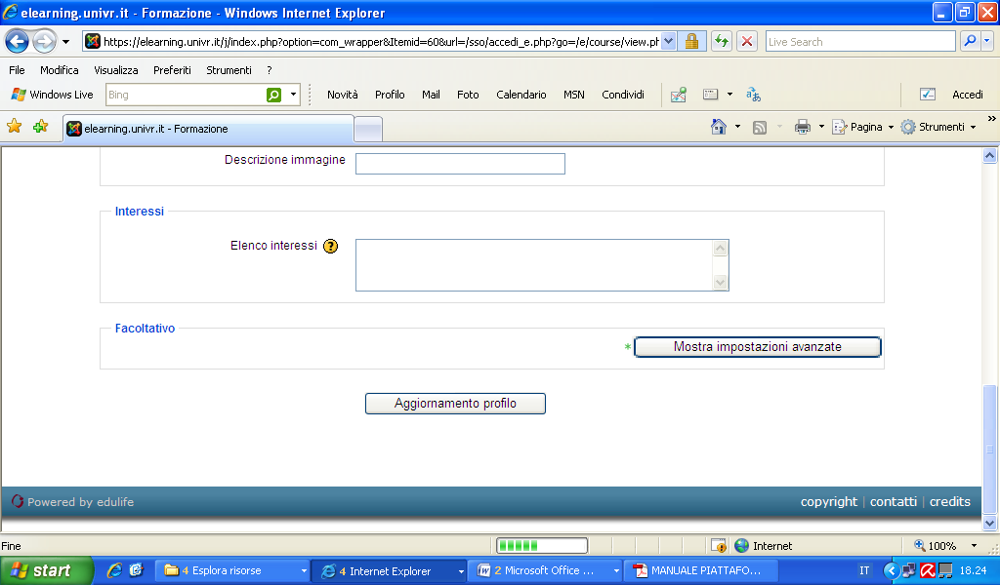 elearning.univr.it - Formazione - Windows Internet Explorer
https://elearning.univr.it/j/index.php?option=com_wrapper&Itemid=60&url=/sso/accedi_e.php?go=/e/course/view.ph
Live Search
File Modifica Visualizza Preferiti Strumenti ?
Windows Live Bing Novità Profilo Mail Foto Calendario MSN Condividi Accedi
elearning.univr.it - Formazione Pagina Strumenti »
Descrizione immagine
Interessi
Elenco interessi ?
Facoltativo
* Mostra impostazioni avanzate
Aggiornamento profilo
Powered by edulife copyright | contatti | credits
Fine Internet 100%
start 4 Esplora risorse 4 Internet Explorer 2 Microsoft Office ... MANUALE PIATTAFO... IT 18.24